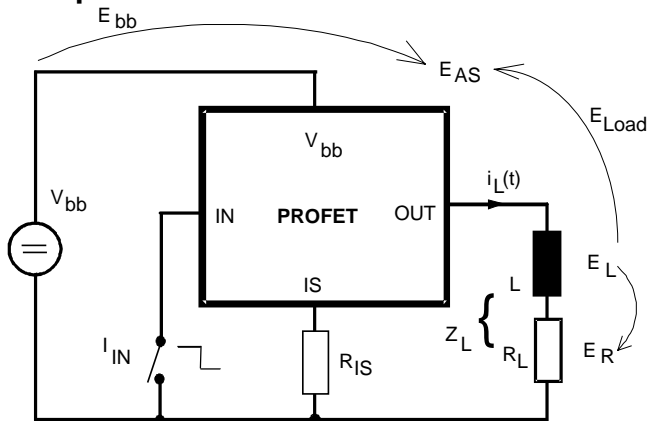 E bb
E AS
E Load
V bb
V bb
i L (t)
IN
PROFET
OUT
IS
L
E L
Z L
{
I IN
R IS
R L
E R